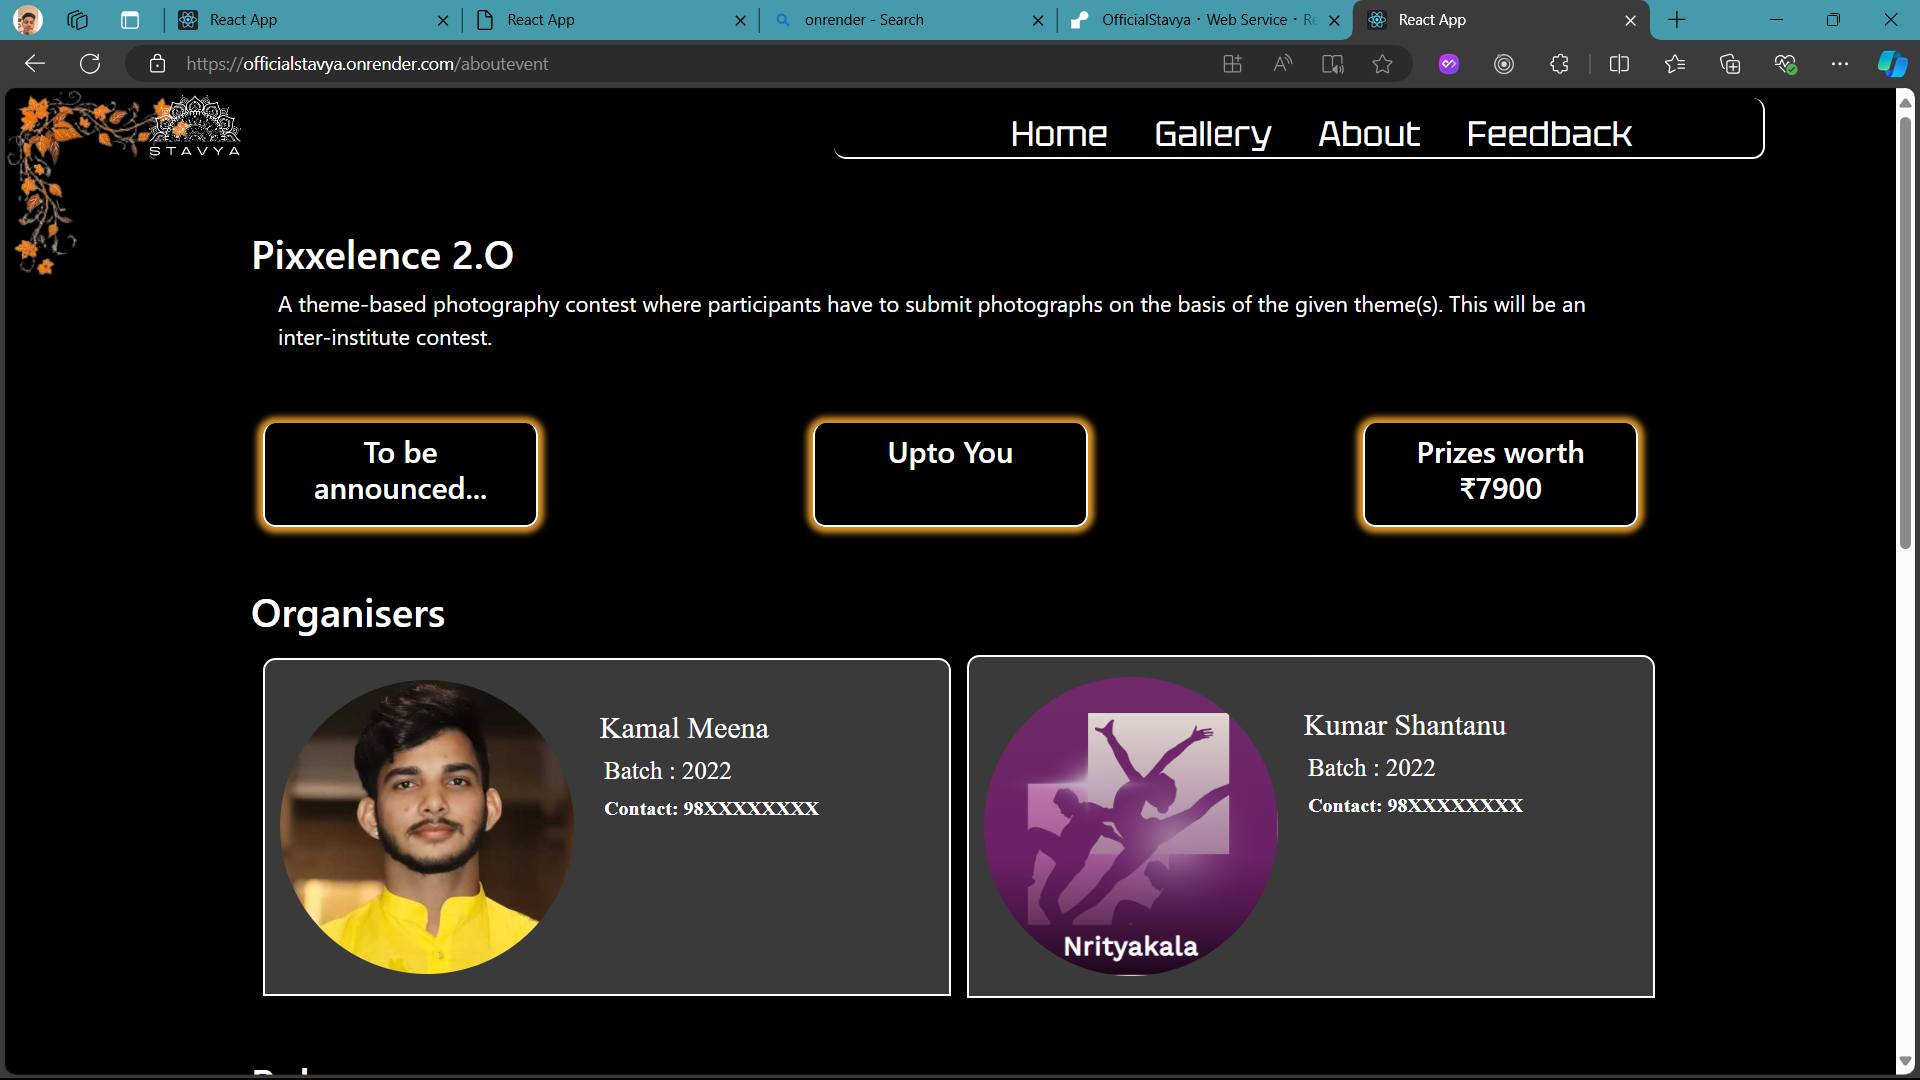 React App
React App
onrender - Search
OfficialStavya · Web Service · Re
React App
https://officialstavya.onrender.com/aboutevent
STAVYA
Home
Gallery
About
Feedback
Pixxelence 2.O
A theme-based photography contest where participants have to submit photographs on the basis of the given theme(s). This will be an
inter-institute contest.
To be
announced...
Upto You
Prizes worth
₹7900
Organisers
Kamal Meena
Batch : 2022
Contact: 98XXXXXXXX
Nrityakala
Kumar Shantanu
Batch : 2022
Contact: 98XXXXXXXX